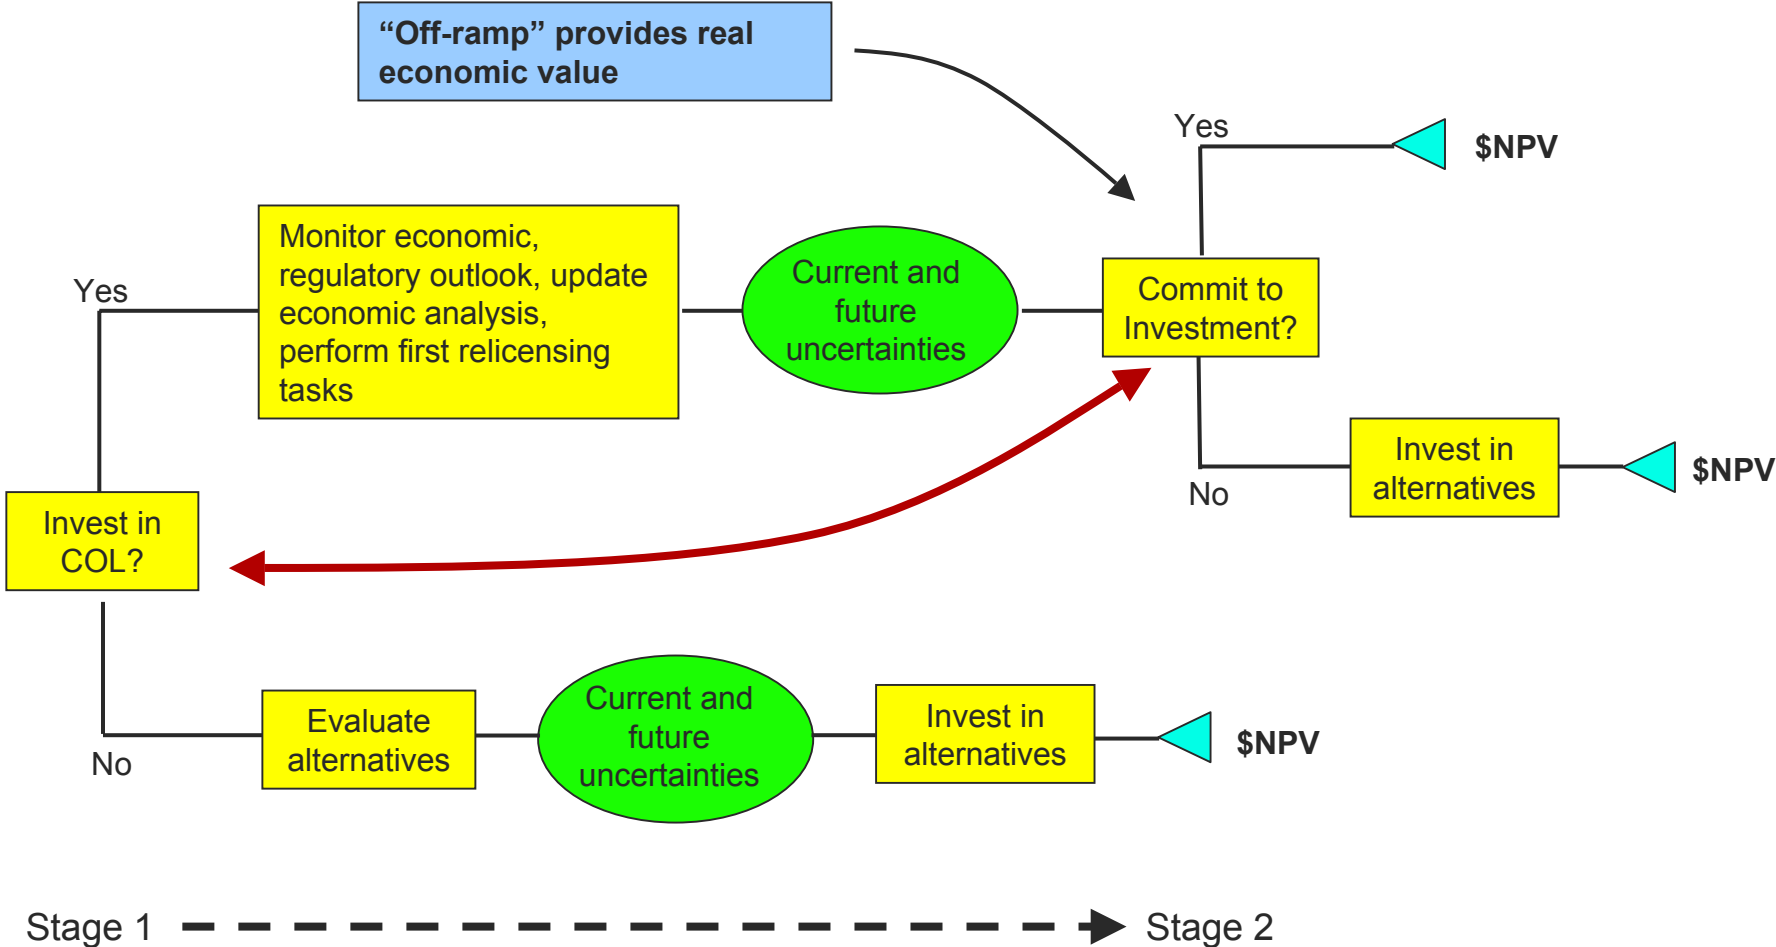 “Off-ramp” provides real
economic value
Yes
$NPV
Monitor economic,
regulatory outlook, update
economic analysis,
perform first relicensing
tasks
Yes
Current and
future
uncertainties
Commit to
Investment?
No
Invest in
alternatives
$NPV
Invest in
COL?
No
Evaluate
alternatives
Current and
future
uncertainties
Invest in
alternatives
$NPV
Stage 1
Stage 2